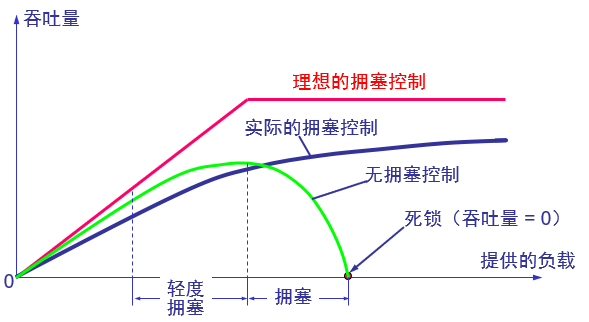 吞吐量
理想的拥塞控制
实际的拥塞控制
无拥塞控制
死锁（吞吐量 = 0）
提供的负载
0
轻度
拥塞
拥塞